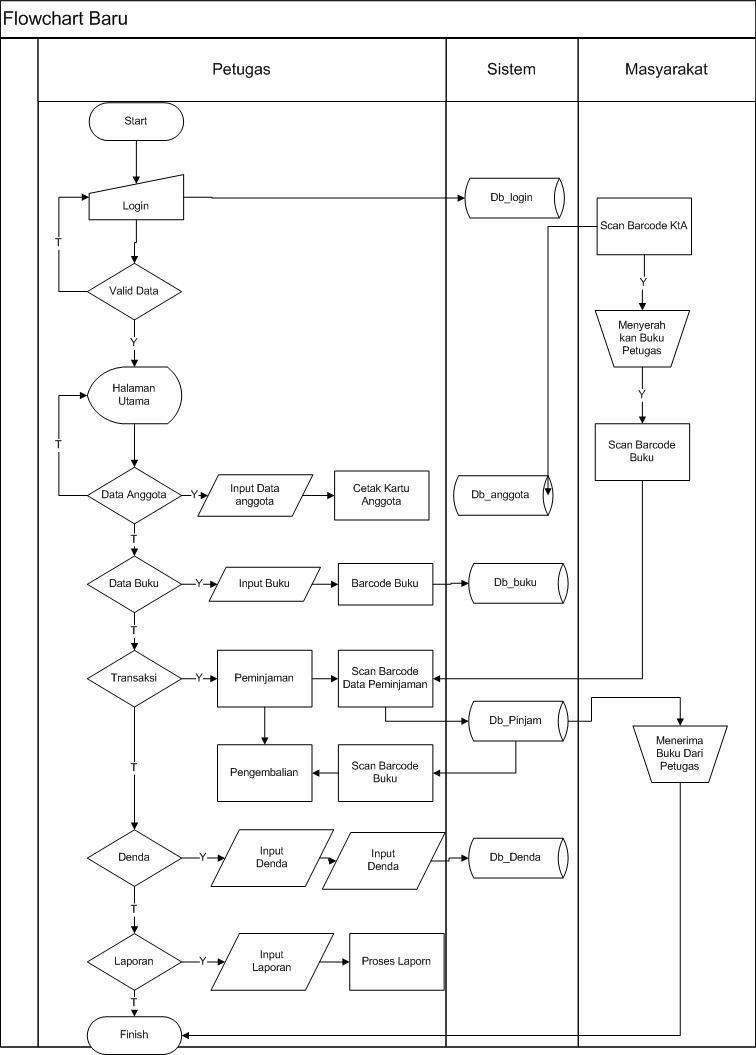 Flowchart Baru
Petugas
Sistem
Masyarakat
Start
Login
Db_login
Scan Barcode KtA
T
Valid Data
Y
Y
Menyerah
kan Buku
Petugas
Halaman
Utama
Y
T
Scan Barcode
Buku
Data Anggota
Y
Input Data
anggota
Cetak Kartu
Anggota
Db_anggota
T
Data Buku
Y
Input Buku
Barcode Buku
Db_buku
T
Transaksi
Y
Peminjaman
Scan Barcode
Data Peminjaman
Db_Pinjam
Menerima
Buku Dari
Petugas
T
Pengembalian
Scan Barcode
Buku
Denda
Y
Input
Denda
Input
Denda
Db_Denda
T
Laporan
Y
Input
Laporan
Proses Laporn
T
Finish